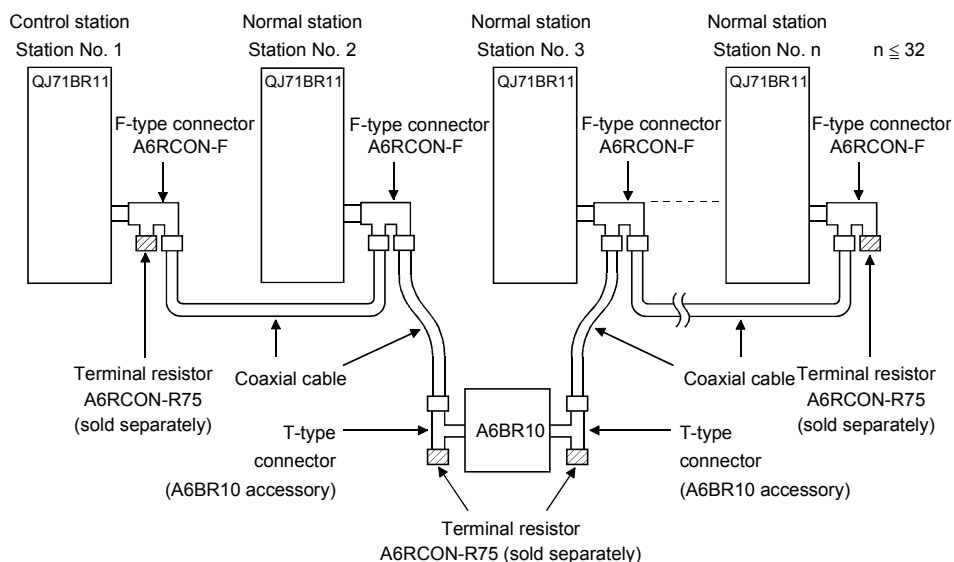 Control station
Station No. 1
Normal station
Station No. 2
Normal station
Station No. 3
Normal station
Station No. n
n ≦ 32
QJ71BR11
QJ71BR11
QJ71BR11
QJ71BR11
F-type connector
A6RCON-F
F-type connector
A6RCON-F
F-type connector
A6RCON-F
F-type connector
A6RCON-F
Terminal resistor
A6RCON-R75
(sold separately)
Coaxial cable
Coaxial cable
Terminal resistor
A6RCON-R75
(sold separately)
A6BR10
T-type
connector
(A6BR10 accessory)
T-type
connector
(A6BR10 accessory)
Terminal resistor
A6RCON-R75 (sold separately)